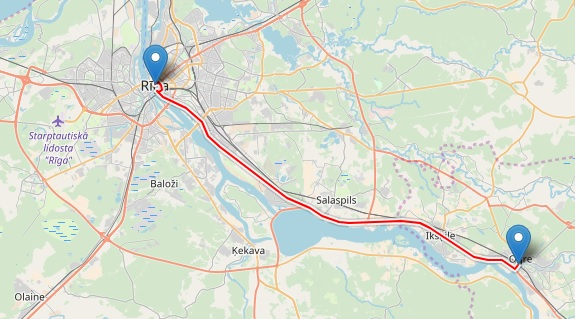 Rīga
Starptautiskā
lidosta
"Rīga"
Baloži
Salaspils
Ikšķile
Ķekava
Ogre
Olaine